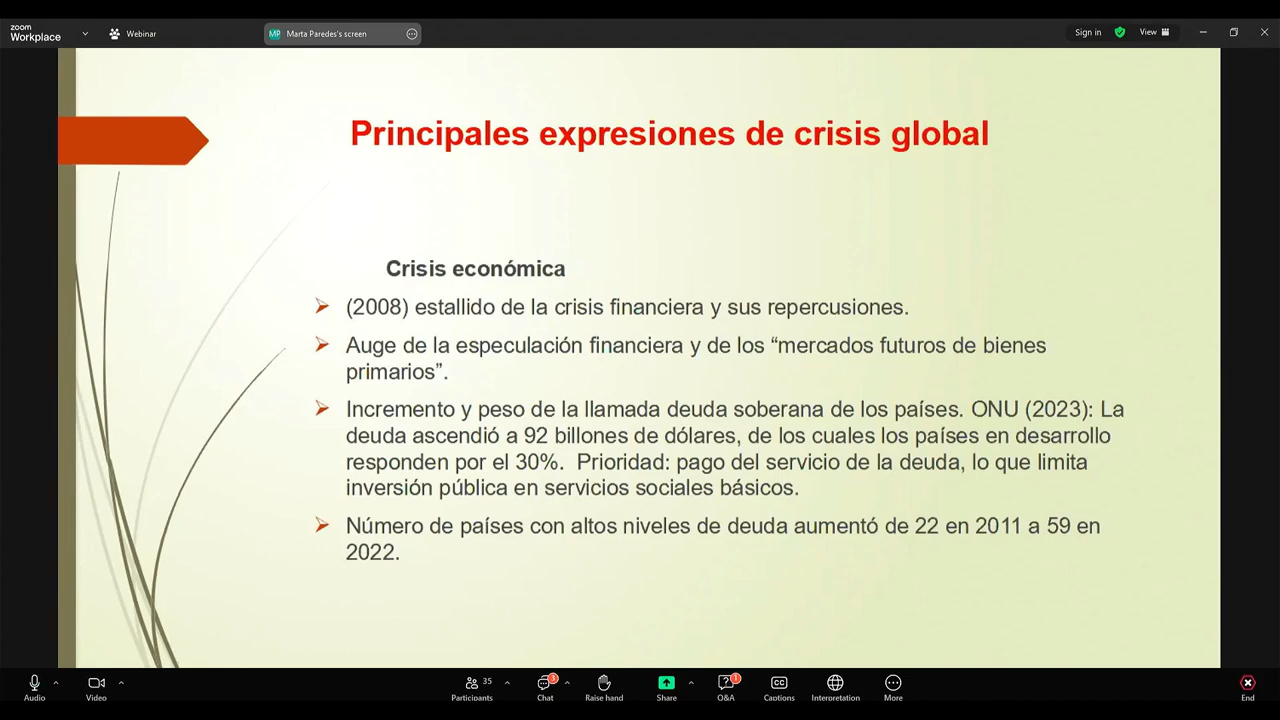 zoom
Workplace
Webinar
MP Marta Paredes's screen
Sign in
View
Principales expresiones de crisis global
Crisis económica
(2008) estallido de la crisis financiera y sus repercusiones.
Auge de la especulación financiera y de los “mercados futuros de bienes
primarios”.
Incremento y peso de la llamada deuda soberana de los países. ONU (2023): La
deuda ascendió a 92 billones de dólares, de los cuales los países en desarrollo
responden por el 30%. Prioridad: pago del servicio de la deuda, lo que limita
inversión pública en servicios sociales básicos.
Número de países con altos niveles de deuda aumentó de 22 en 2011 a 59 en
2022.
Audio
Video
Participants 35
Chat 3
Raise hand
Share
Q&A 1
CC Captions
Interpretation
More
End